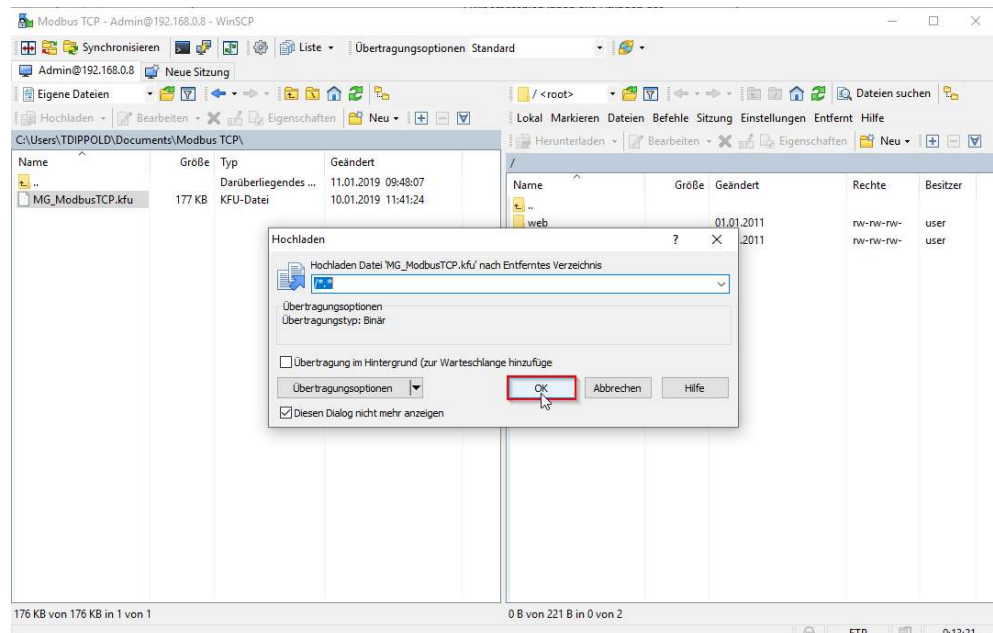 Modbus TCP - Admin@192.168.0.8 - WinSCP
Synchronisieren Liste Übertragungsoptionen Standard
Admin@192.168.0.8 Neue Sitzung
Eigene Dateien
Hochladen Bearbeiten Eigenschaften Neu
C:\Users\TDIPPOLD\Documents\Modbus TCP\
Name Größe Typ Geändert
.. Darüberliegendes ... 11.01.2019 09:48:07
MG_ModbusTCP.kfu 177 KB KFU-Datei 10.01.2019 11:41:24
/ <root> Dateien suchen
Lokal Markieren Dateien Befehle Sitzung Einstellungen Entfernt Hilfe
Herunterladen Bearbeiten Eigenschaften Neu
/
Name Größe Geändert Rechte Besitzer
..
web 01.01.2011 rw-rw-rw- user
.2011 rw-rw-rw- user
Hochladen ?
Hochladen Datei 'MG_ModbusTCP.kfu' nach Entferntes Verzeichnis
/*.*
Übertragungsoptionen
Übertragungstyp: Binär
Übertragung im Hintergrund (zur Warteschlange hinzufüge
Übertragungsoptionen OK Abbrechen Hilfe
Diesen Dialog nicht mehr anzeigen
176 KB von 176 KB in 1 von 1
0 B von 221 B in 0 von 2
FTP 0:13:21